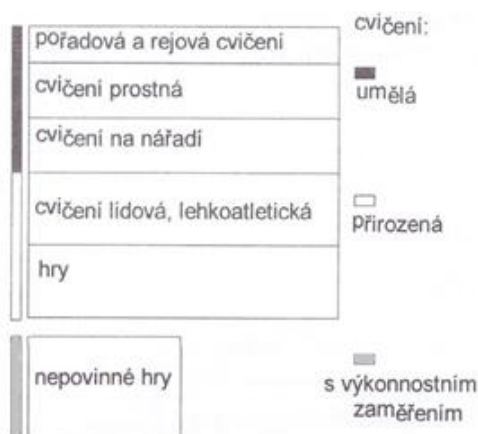 pořadová a rejová cvičení
cvičení prostná
cvičení na nářadí
cvičení lidová, lehkoatletická
hry
nepovinné hry
cvičení:
umělá
přirozená
s výkonnostním
zaměřením